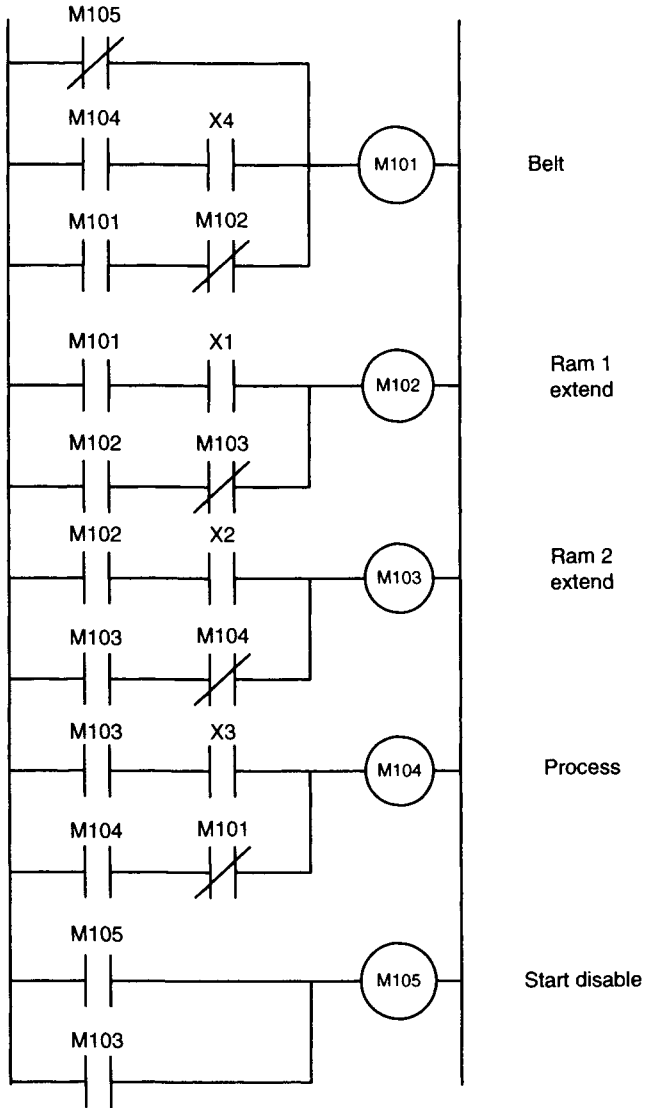 M105
M104 X4
M101 Belt
M101 M102
M101 X1
M102 Ram 1
extend
M102 M103
M102 X2
M103 Ram 2
extend
M103 M104
M103 X3
M104 Process
M104 M101
M105
M105 Start disable
M103